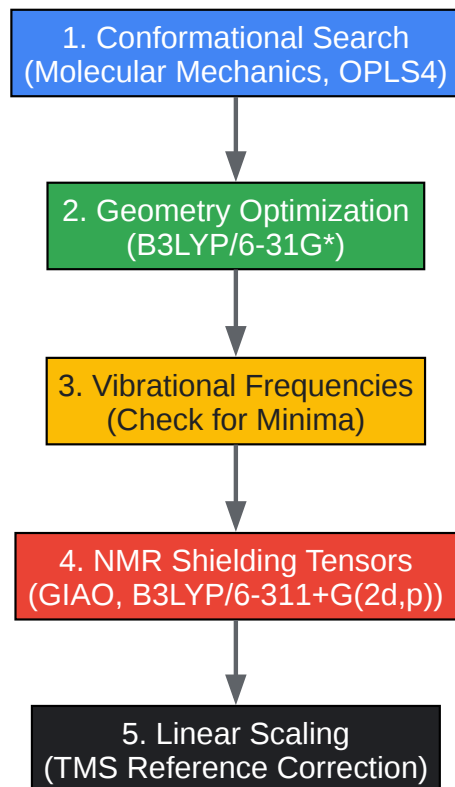 1. Conformational Search
(Molecular Mechanics, OPLS4)
2. Geometry Optimization
(B3LYP/6-31G*)
3. Vibrational Frequencies
(Check for Minima)
4. NMR Shielding Tensors
(GIAO, B3LYP/6-311+G(2d,p))
5. Linear Scaling
(TMS Reference Correction)